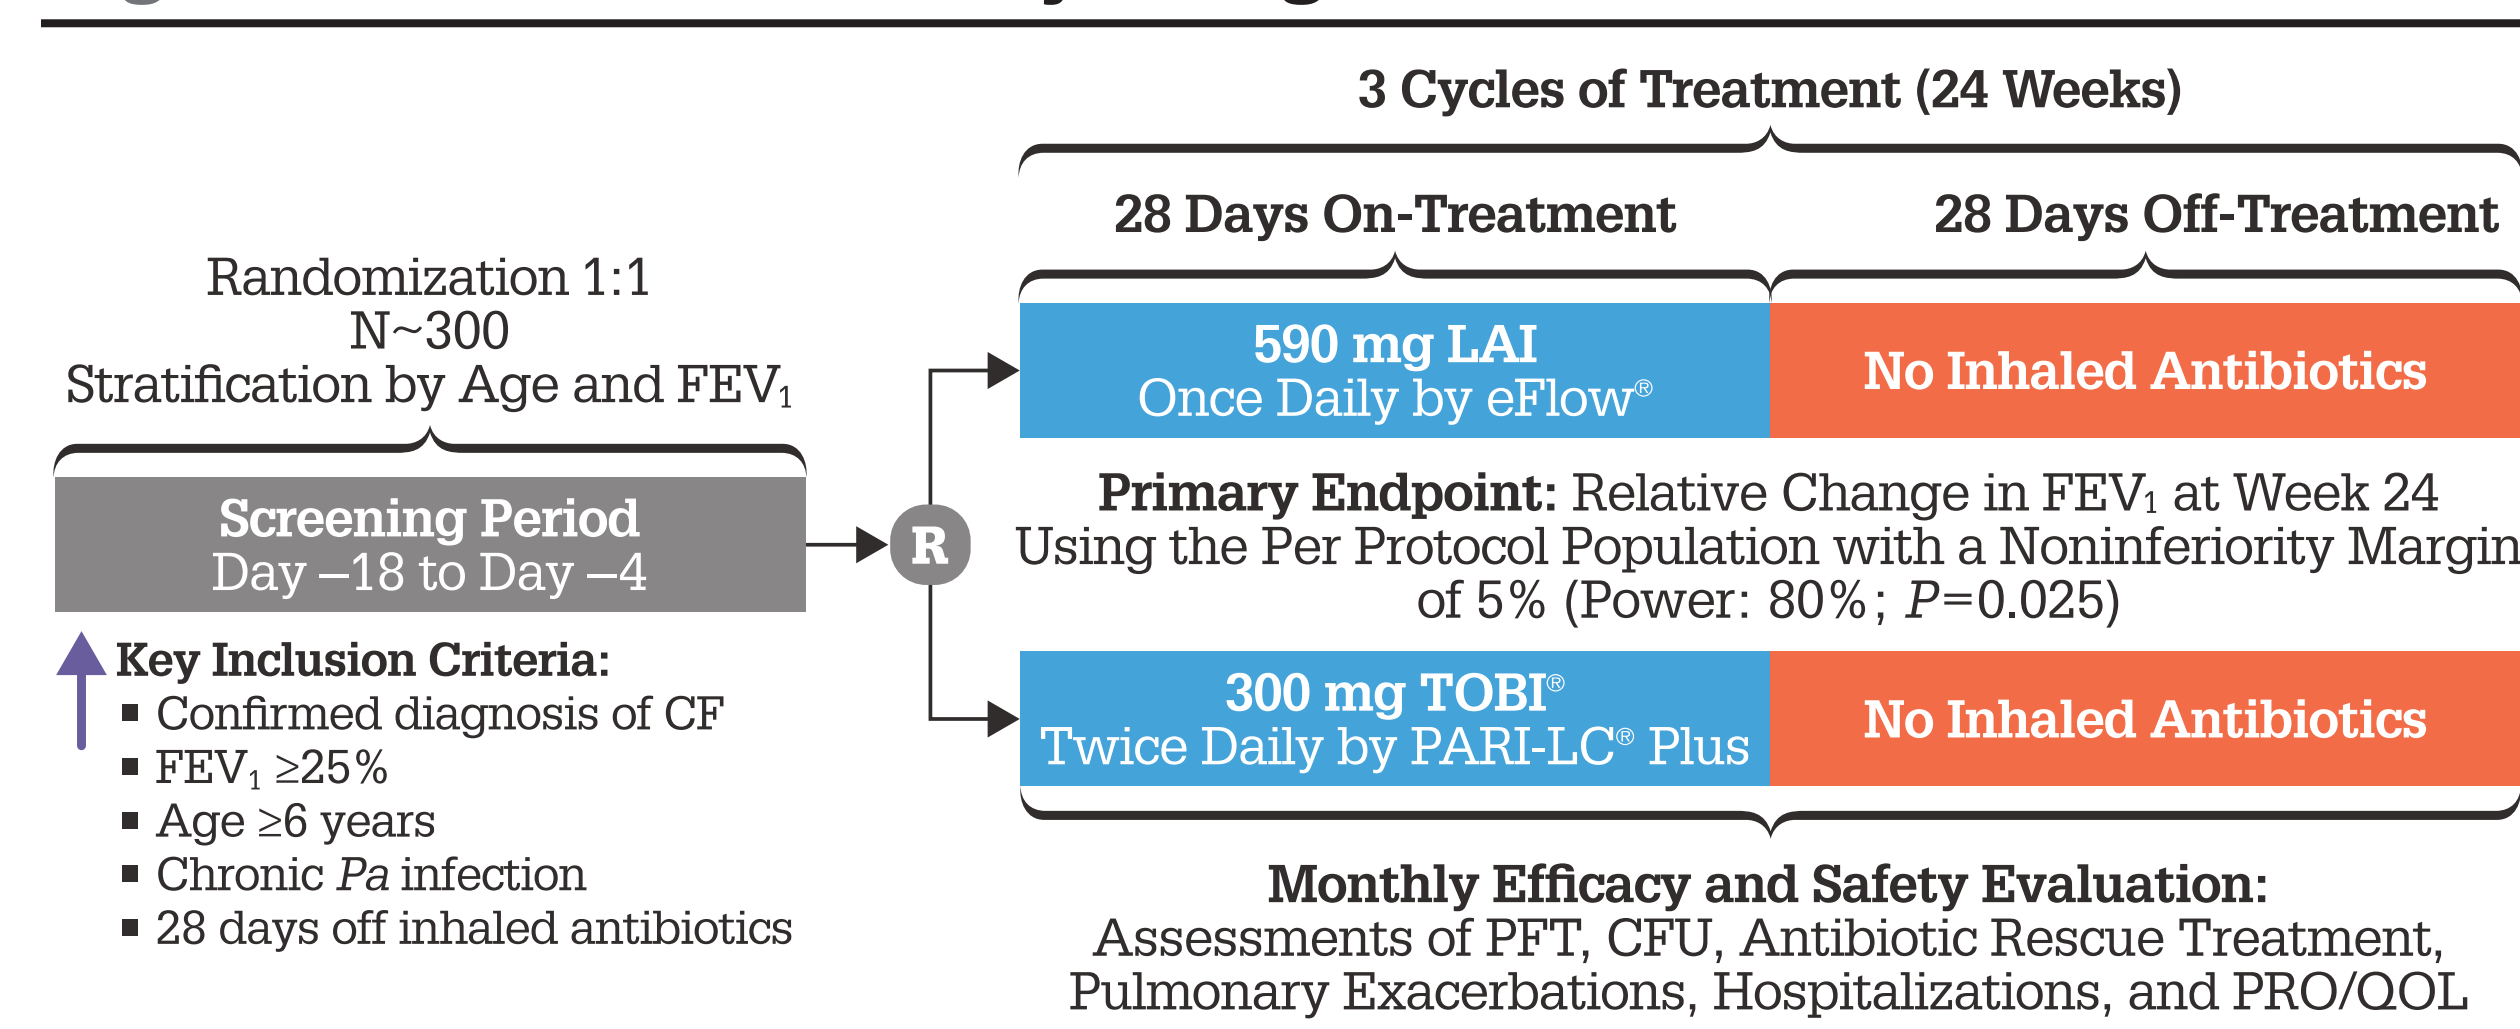 Randomization 1:1
N~300
Stratification by Age and FEV₁
Screening Period
Day –18 to Day –4
Key Inclusion Criteria:
■ Confirmed diagnosis of CF
■ FEV₁ ≥25%
■ Age ≥6 years
■ Chronic Pa infection
■ 28 days off inhaled antibiotics
R
3 Cycles of Treatment (24 Weeks)
28 Days On-Treatment
28 Days Off-Treatment
590 mg LAI
Once Daily by eFlow®
No Inhaled Antibiotics
Primary Endpoint: Relative Change in FEV₁ at Week 24
Using the Per Protocol Population with a Noninferiority Margin
of 5% (Power: 80%; P=0.025)
300 mg TOBI®
Twice Daily by PARI-LC® Plus
No Inhaled Antibiotics
Monthly Efficacy and Safety Evaluation:
Assessments of PFT, CFU, Antibiotic Rescue Treatment,
Pulmonary Exacerbations, Hospitalizations, and PRO/QOL